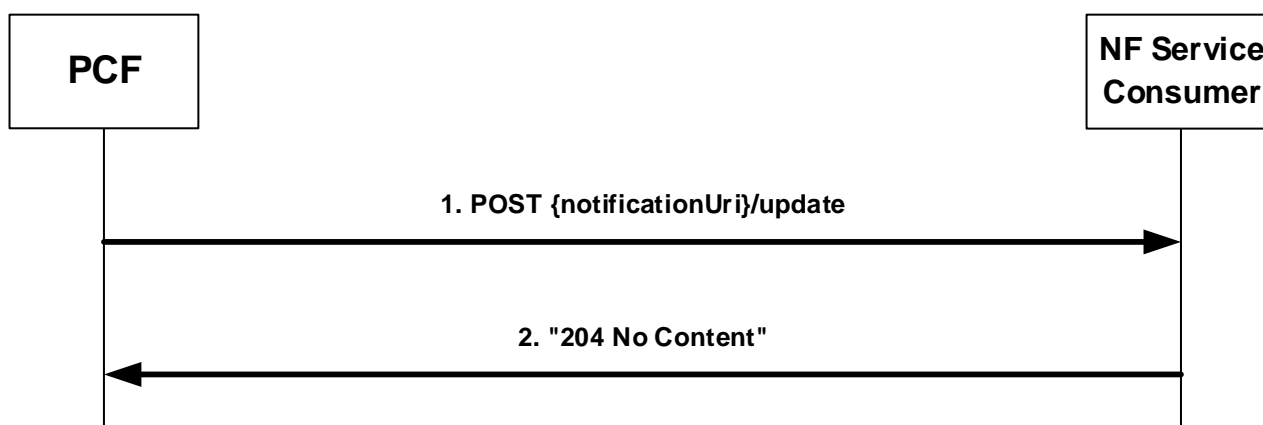 PCF
NF Service
Consumer
1. POST {notificationUri}/update
2. "204 No Content"